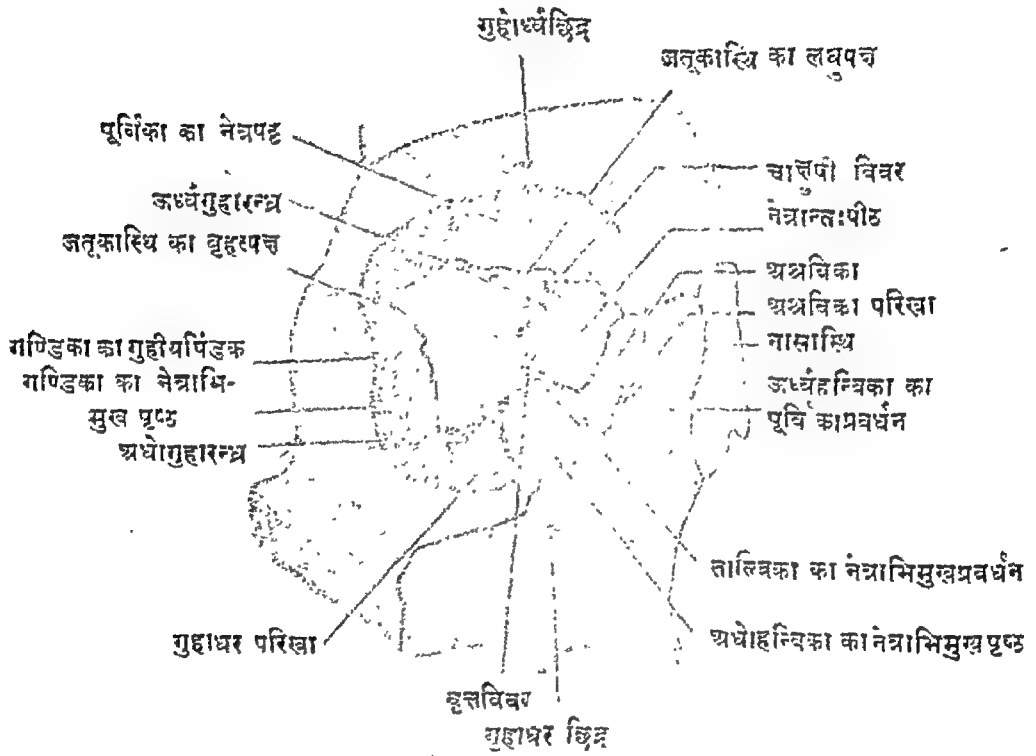 गुहोर्ध्वछिद्र
जतूकास्थि का लघुपक्ष
पूर्विका का नेत्रपट्ट
चाक्षुषी विवर
ऊर्ध्वगुहारन्ध्र
नेत्रान्तःपीठ
जतूकास्थि का बृहत्पक्ष
अश्रविका
अश्रविका परिखा
नासास्थि
गण्डिका का गुहीयपिंडक
गण्डिका का नेत्राभि-
मुख पृष्ठ
ऊर्ध्वहन्विका का
पूर्विकाप्रवर्धन
अधोगुहारन्ध्र
ताल्विका का नेत्राभिमुखप्रवर्धन
गुहाधर परिखा
अधोहन्विका का नेत्राभिमुख पृष्ठ
वृत्तविवर
गुहाधर छिद्र